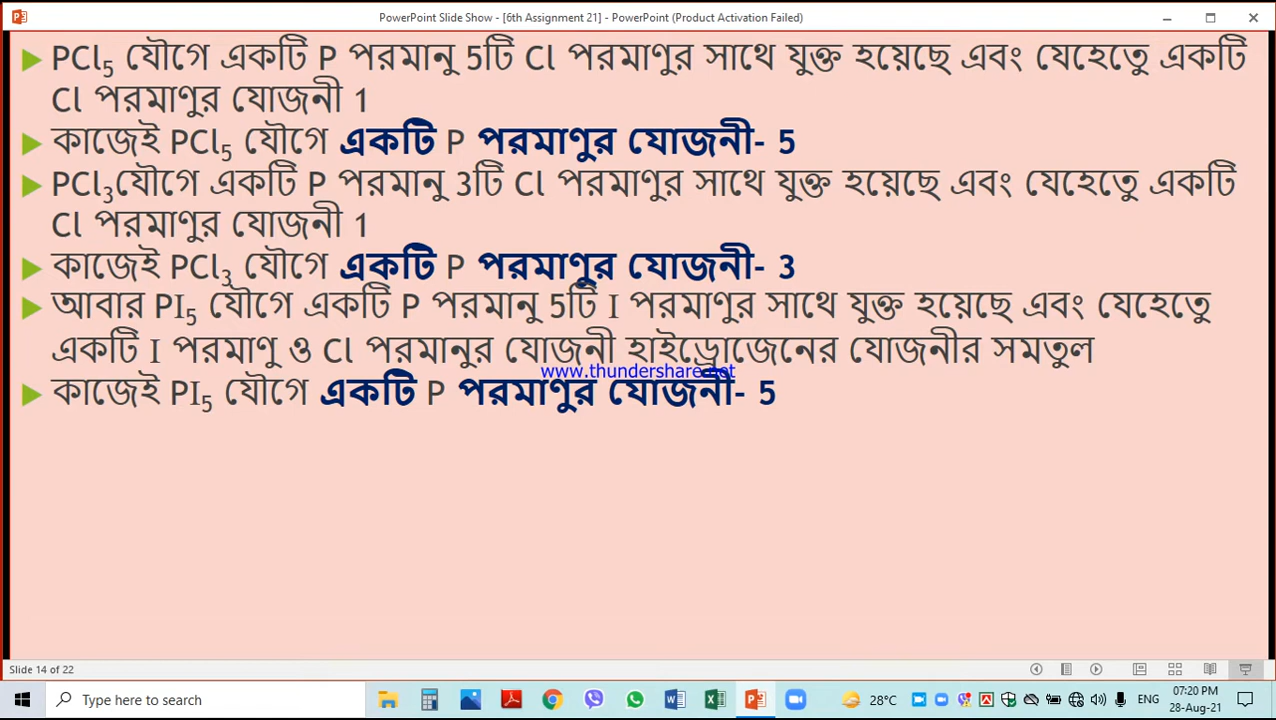 PowerPoint Slide Show - [6th Assignment 21] - PowerPoint (Product Activation Failed)
PCl5 যৌগে একটি P পরমানু 5টি Cl পরমাণুর সাথে যুক্ত হয়েছে এবং যেহেতেু একটি
Cl পরমাণুর যোজনী 1
কাজেই PCl5 যৌগে একটি P পরমাণুর যোজনী- 5
PCl3যৌগে একটি P পরমানু 3টি Cl পরমাণুর সাথে যুক্ত হয়েছে এবং যেহেতেু একটি
Cl পরমাণুর যোজনী 1
কাজেই PCl3 যৌগে একটি P পরমাণুর যোজনী- 3
আবার PI5 যৌগে একটি P পরমানু 5টি I পরমাণুর সাথে যুক্ত হয়েছে এবং যেহেতেু
একটি I পরমাণু ও Cl পরমানুর যোজনী হাইড্রোজেনের যোজনীর সমতুল
www.thundershare.net
কাজেই PI5 যৌগে একটি P পরমাণুর যোজনী- 5
Slide 14 of 22
Type here to search
28°C
ENG
07:20 PM
28-Aug-21